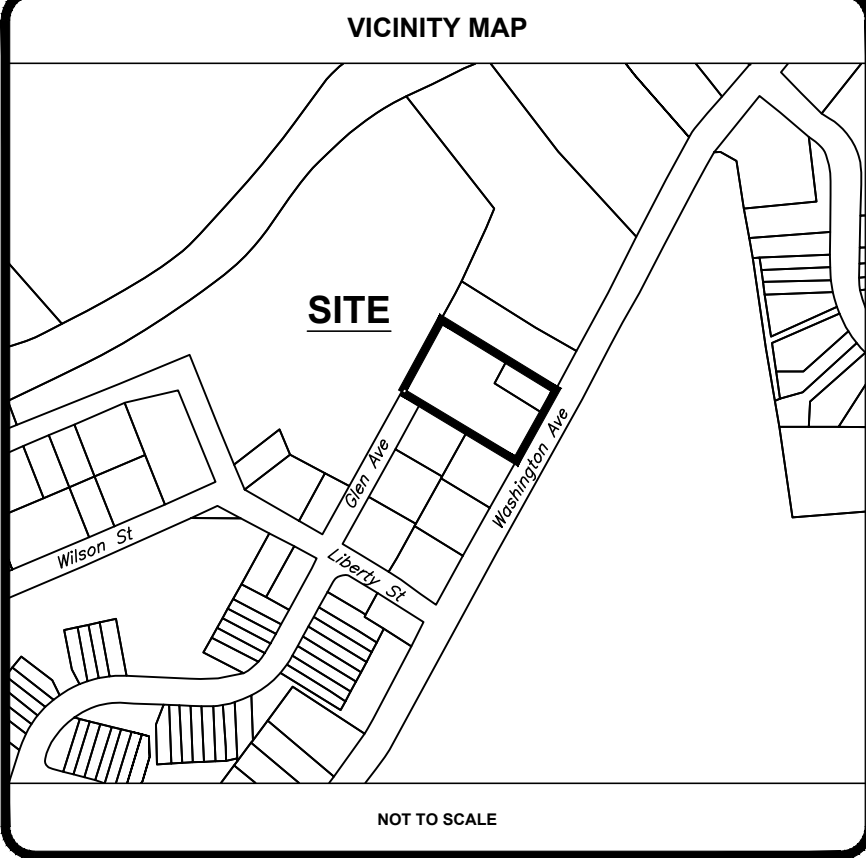 VICINITY MAP
SITE
Glen Ave
Washington Ave
Wilson St
Liberty St
NOT TO SCALE